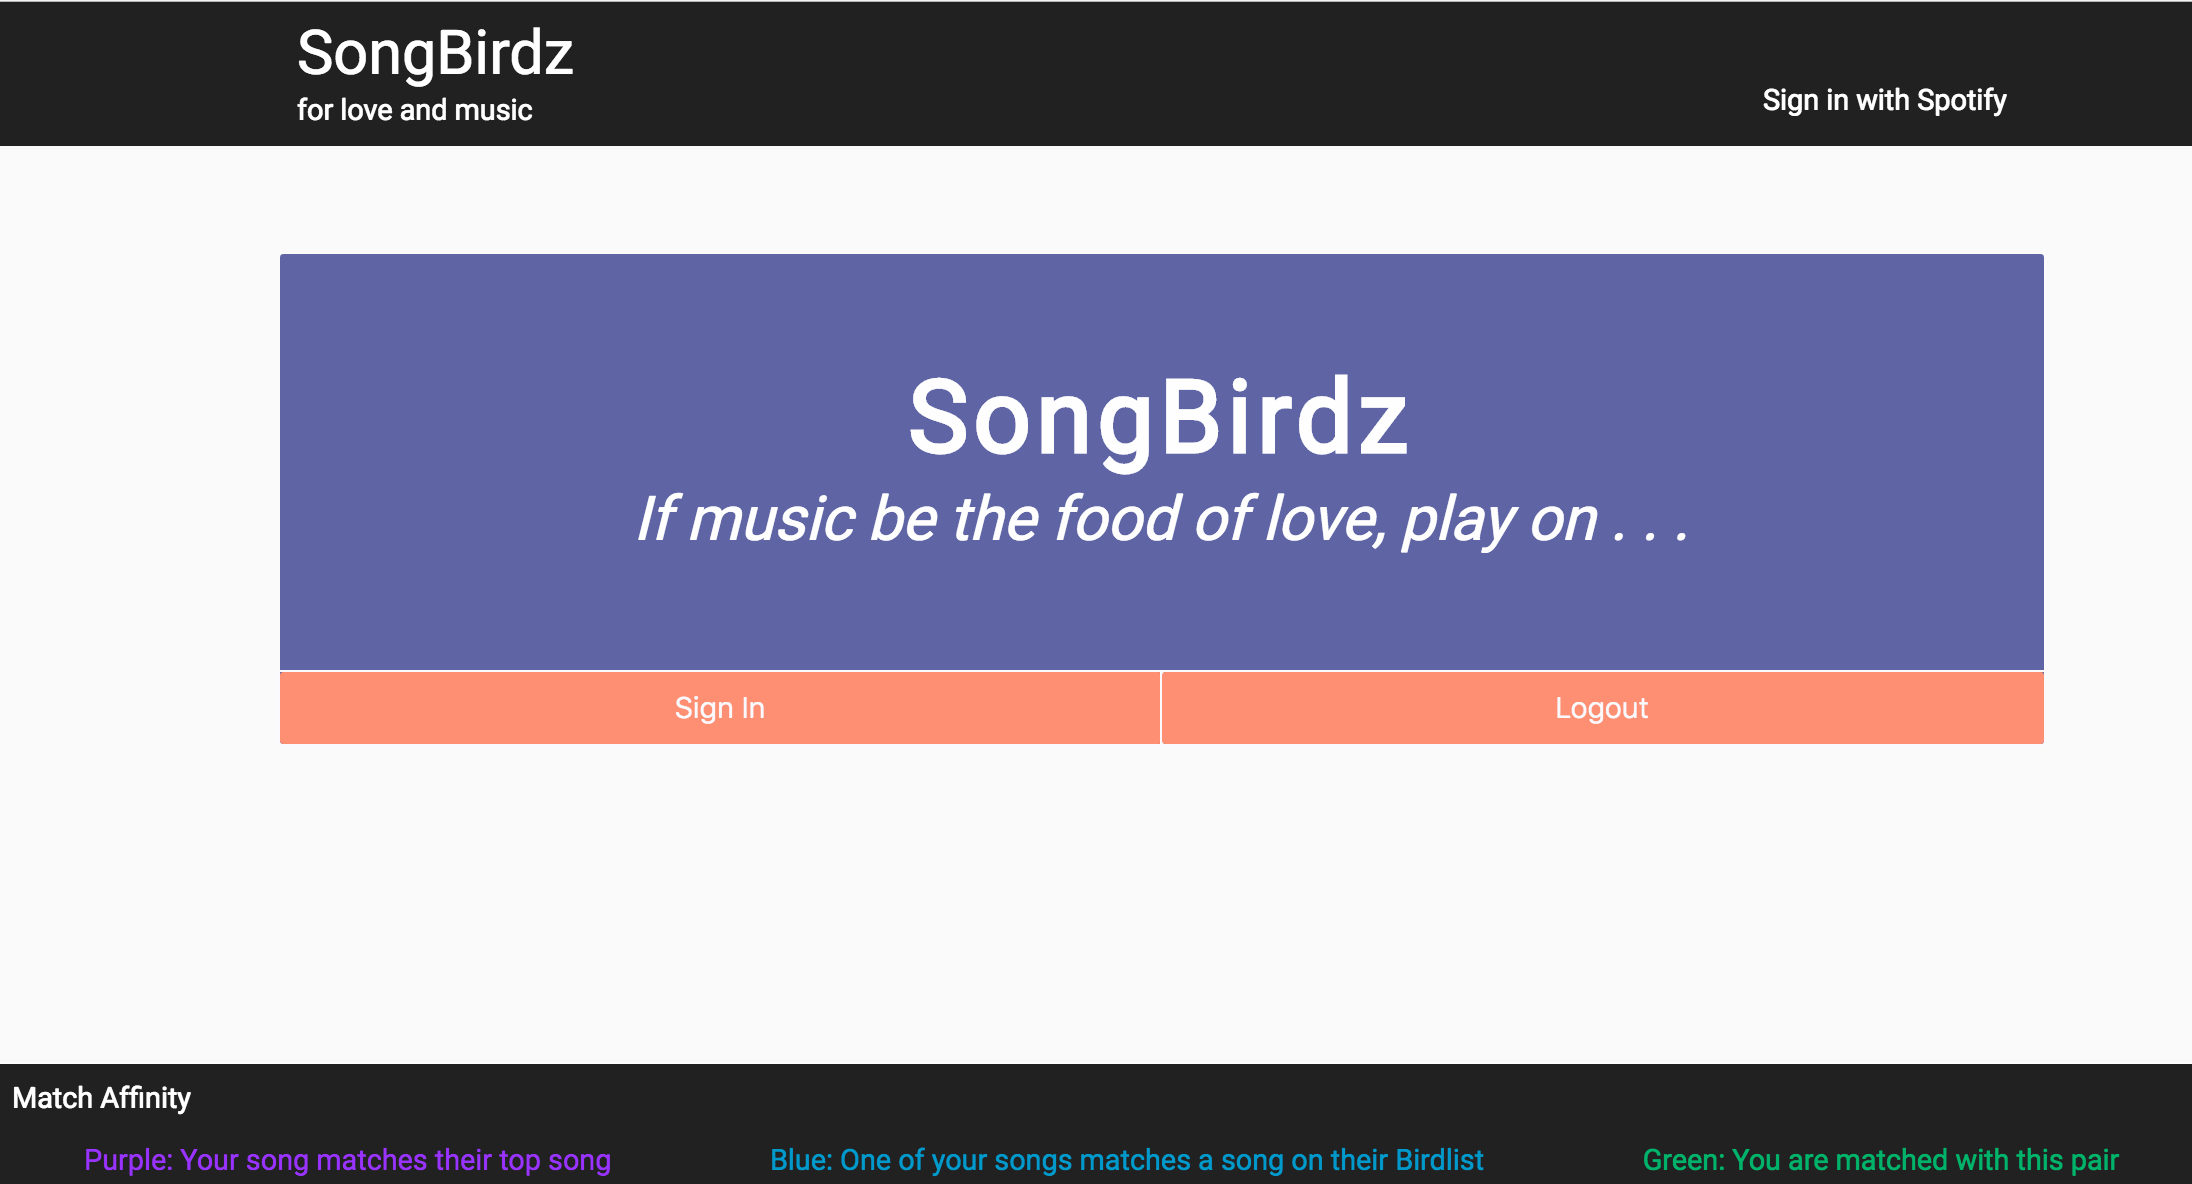 SongBirdz
for love and music
Sign in with Spotify
SongBirdz
If music be the food of love, play on . . .
Sign In
Logout
Match Affinity
Purple: Your song matches their top song
Blue: One of your songs matches a song on their Birdlist
Green: You are matched with this pair